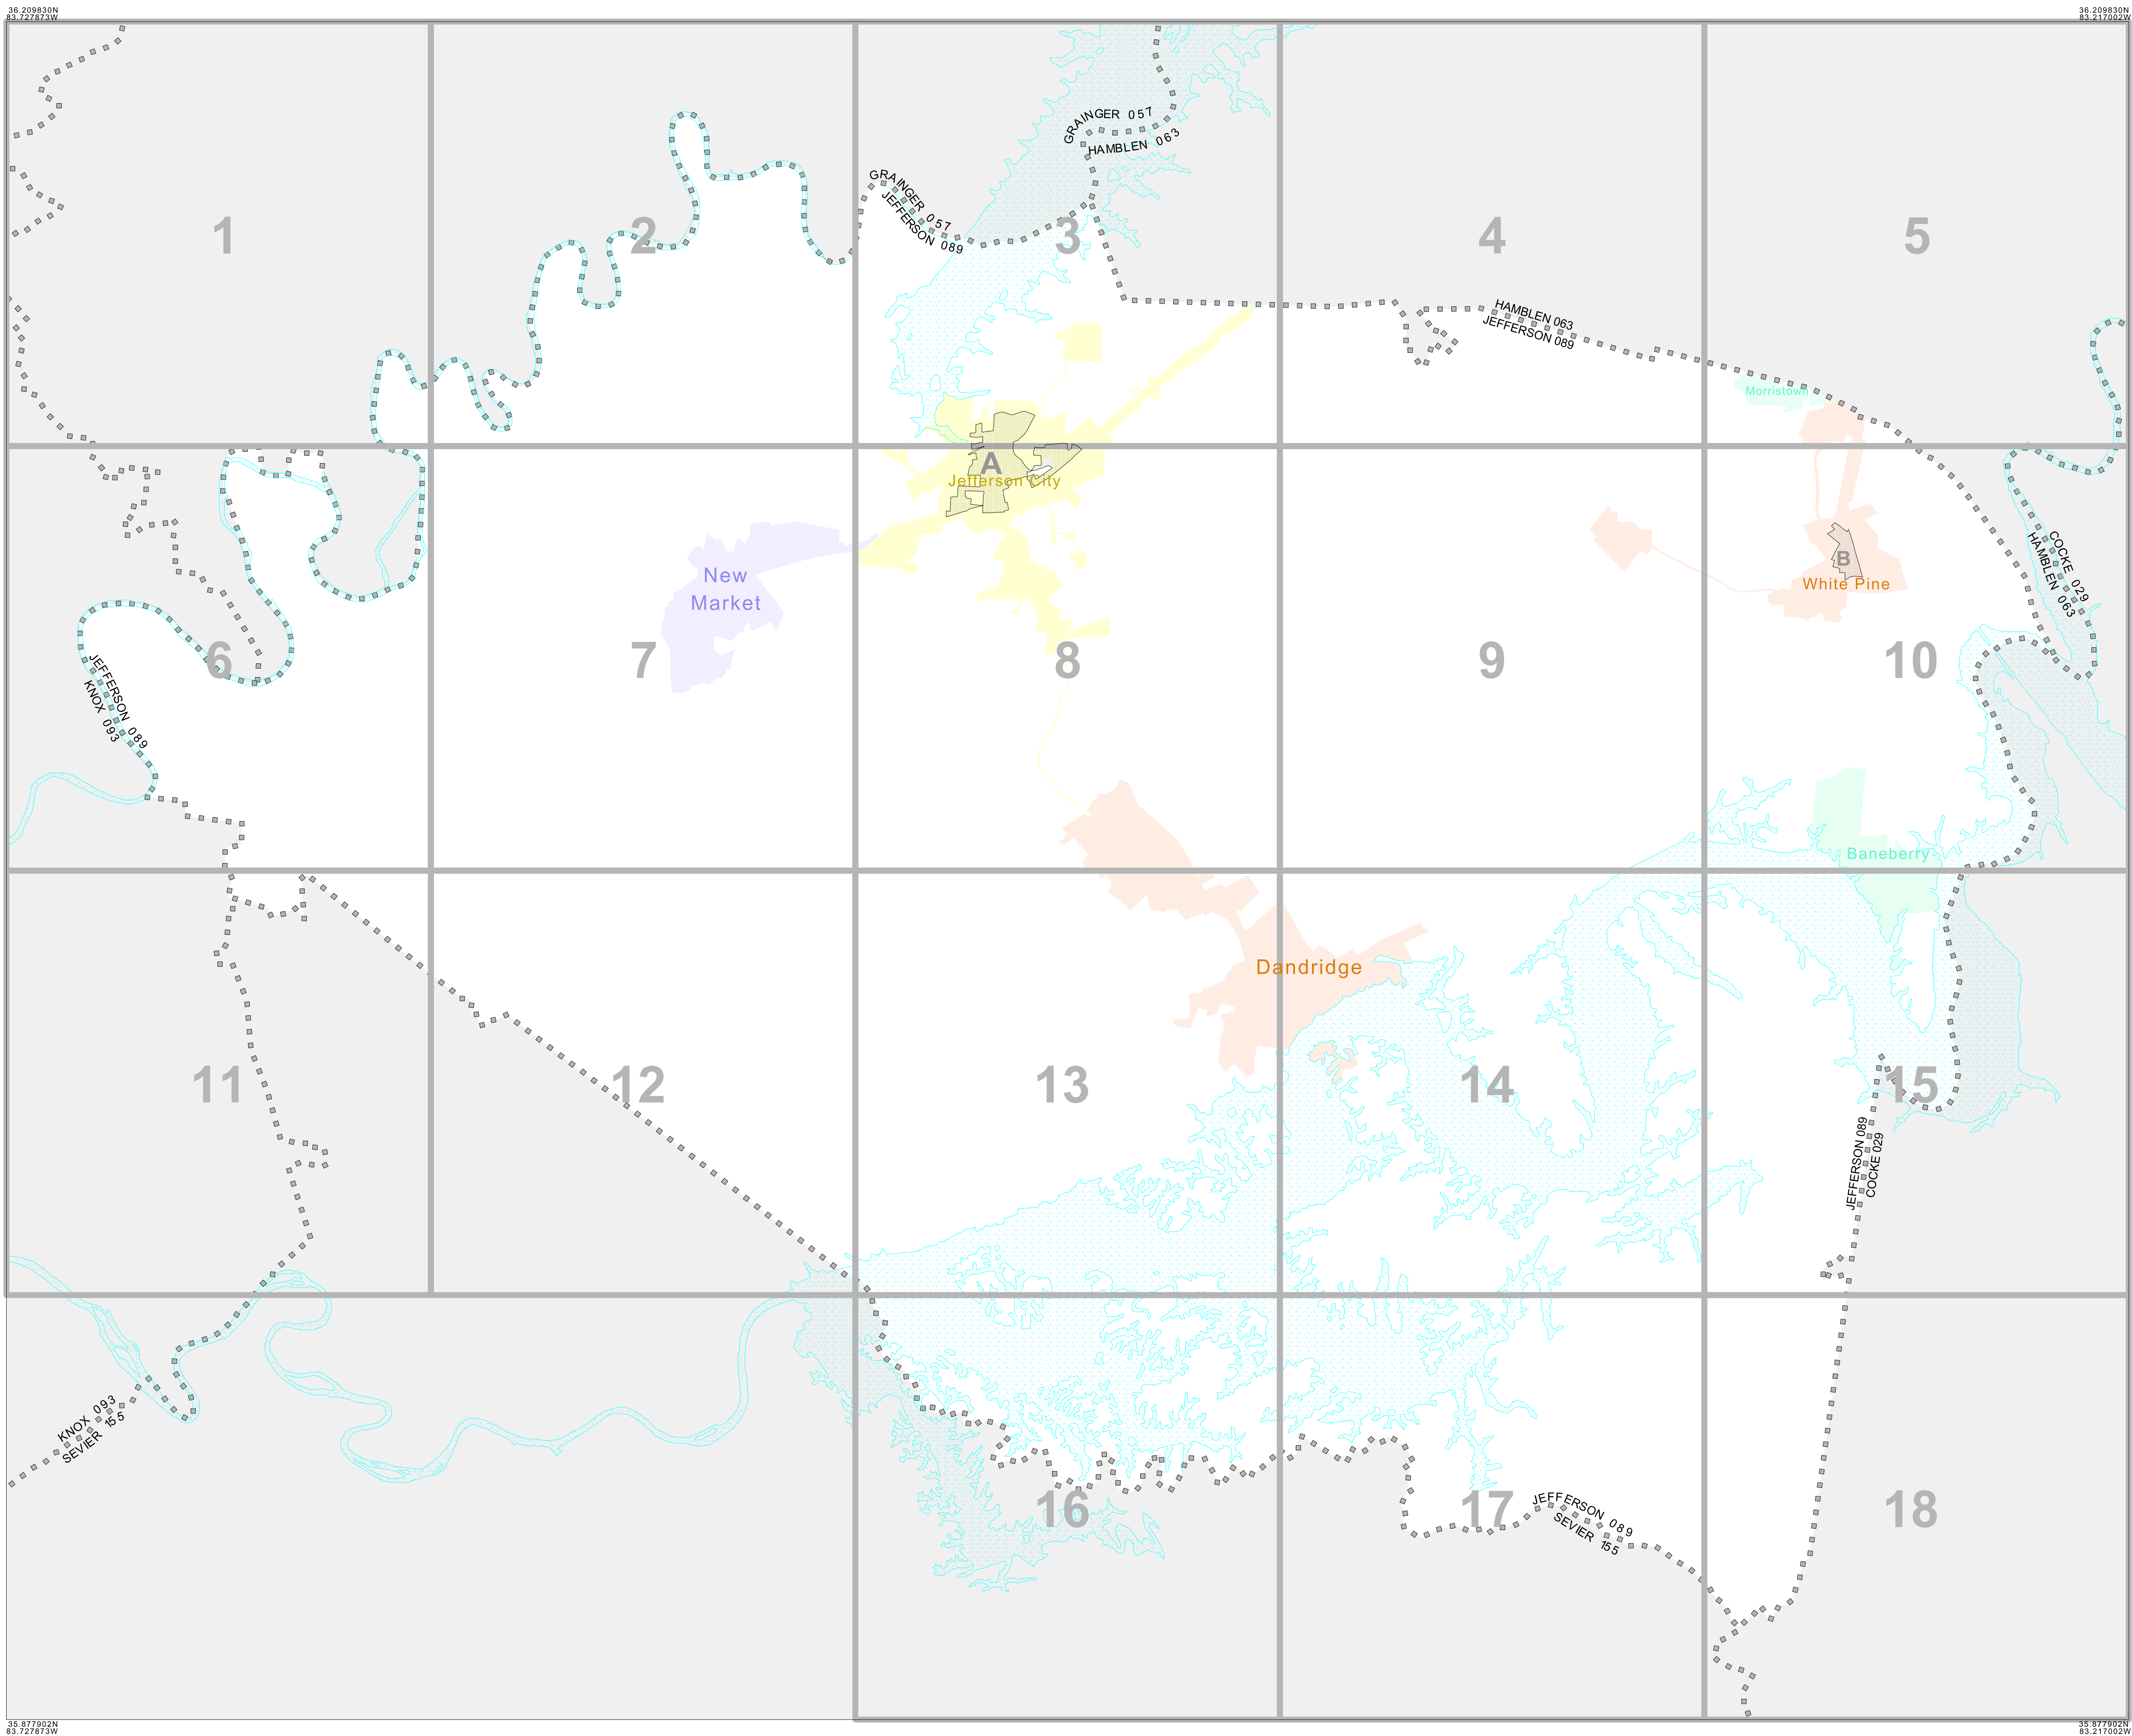 36.209830N
83.727873W
36.209830N
83.217002W
GRAINGER 057
HAMBLEN 063
GRAINGER 057
JEFFERSON 089
1
2
3
4
5
HAMBLEN 063
JEFFERSON 089
Morristown
A
Jefferson City
B
White Pine
COCKE 029
HAMBLEN 063
New
Market
JEFFERSON 089
KNOX 093
6
7
8
9
10
Baneberry
Dandridge
11
12
13
14
15
JEFFERSON 089
COCKE 029
KNOX 093
SEVIER 155
16
17
18
JEFFERSON 089
SEVIER 155
35.877902N
83.727873W
35.877902N
83.217002W